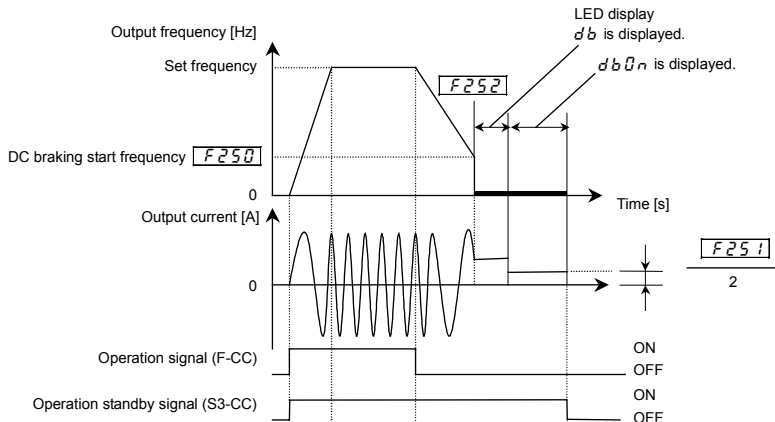 LED display
Output frequency [Hz]
db is displayed.
Set frequency
F252
db0n is displayed.
DC braking start frequency F250
0
Time [s]
Output current [A]
F251
2
0
Operation signal (F-CC)
ON
OFF
Operation standby signal (S3-CC)
ON
OFF